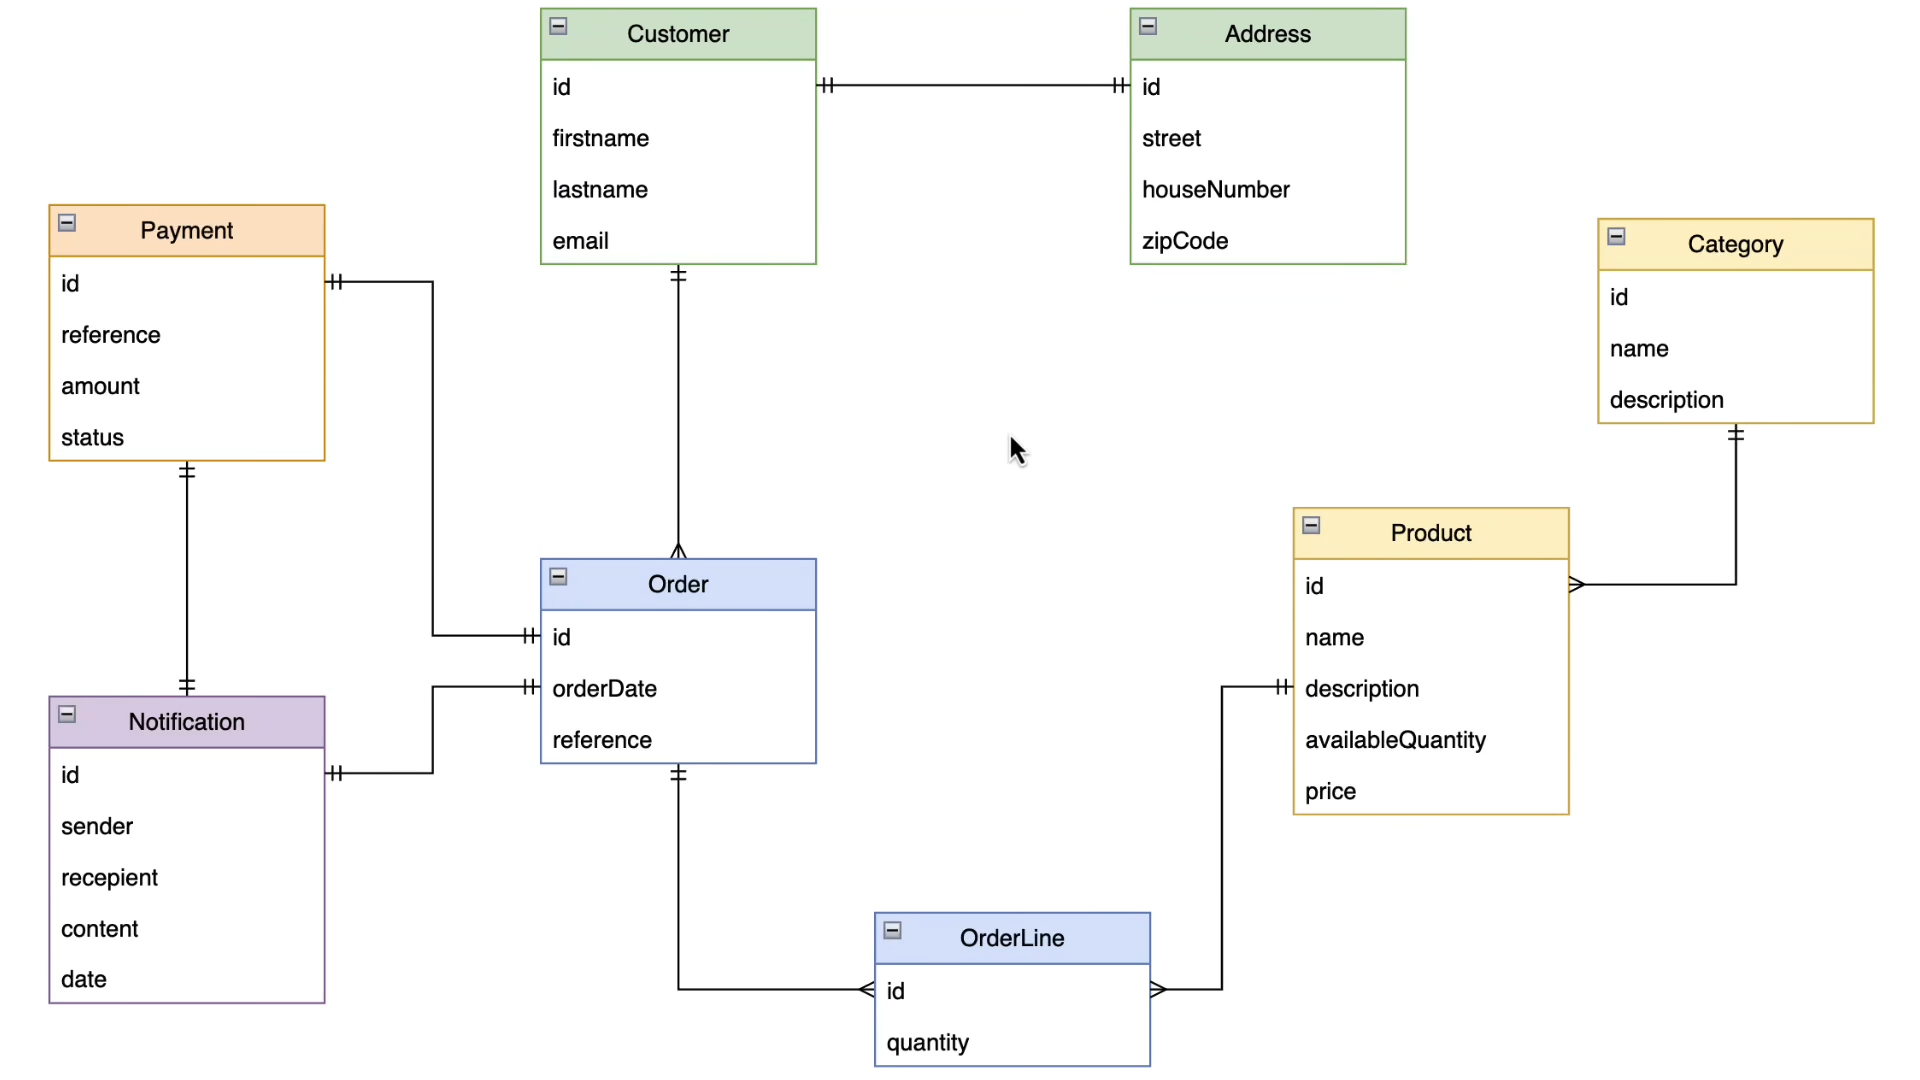 Customer
id
firstname
lastname
email
Address
id
street
houseNumber
zipCode
Payment
id
reference
amount
status
Category
id
name
description
Product
id
name
description
availableQuantity
price
Order
id
orderDate
reference
Notification
id
sender
recepient
content
date
OrderLine
id
quantity